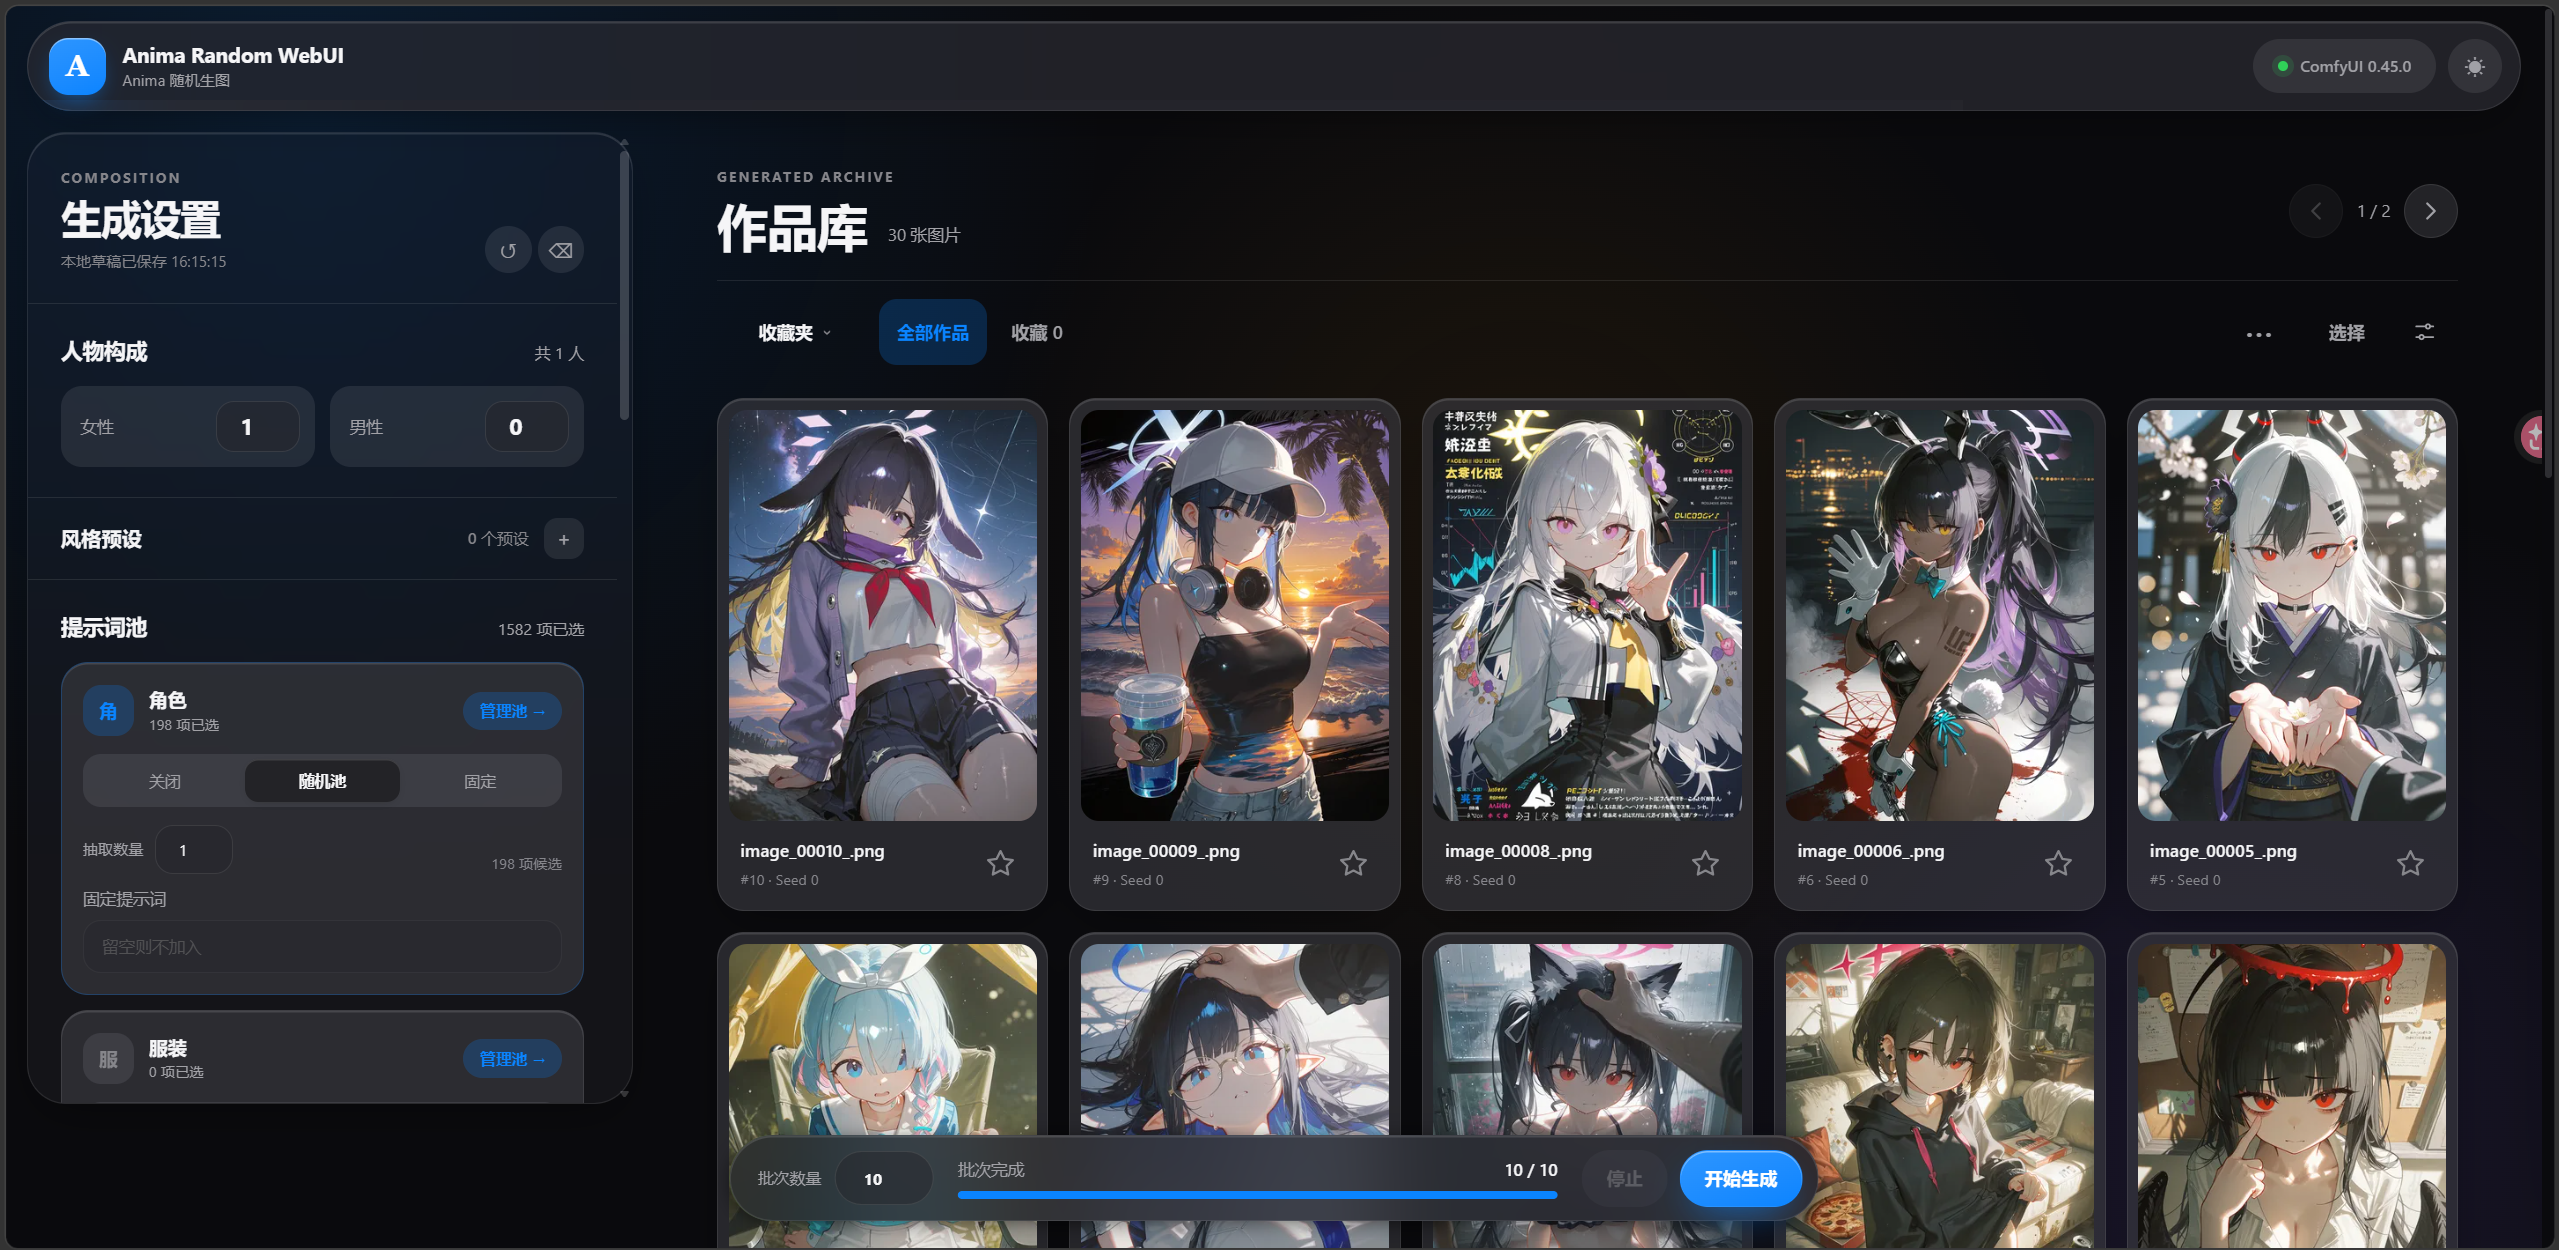 A
Anima Random WebUI
Anima 随机生图
ComfyUI 0.45.0
COMPOSITION
生成设置
本地草稿已保存 16:15:15
人物构成
共 1 人
女性
1
男性
0
风格预设
0 个预设
+
提示词池
1582 项已选
角
角色
198 项已选
管理池 →
关闭
随机池
固定
抽取数量
1
198 项候选
固定提示词
留空则不加入
服
服装
0 项已选
管理池 →
GENERATED ARCHIVE
作品库
30 张图片
1 / 2
收藏夹
全部作品
收藏 0
选择
image_00010_.png
#10 · Seed 0
image_00009_.png
#9 · Seed 0
image_00008_.png
#8 · Seed 0
image_00006_.png
#6 · Seed 0
image_00005_.png
#5 · Seed 0
批次数量
10
批次完成
10 / 10
停止
开始生成